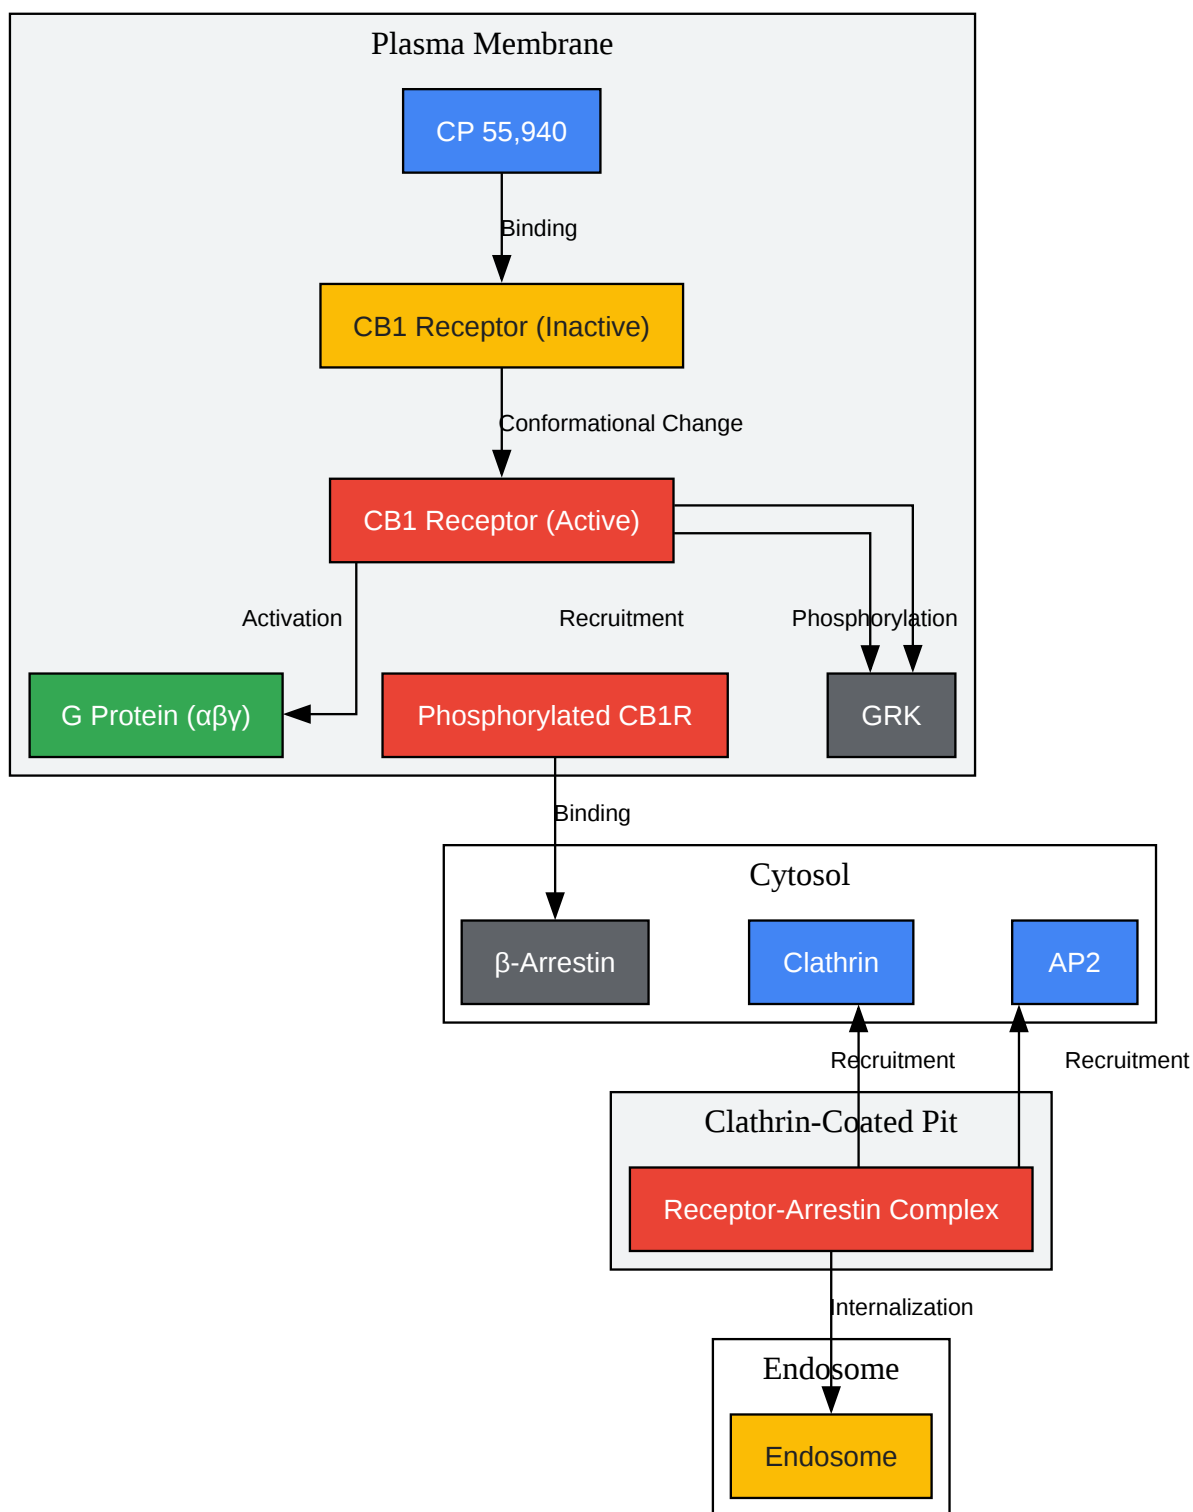 Plasma Membrane
CP 55,940
Binding
CB1 Receptor (Inactive)
Conformational Change
CB1 Receptor (Active)
Activation
Recruitment
Phosphorylation
G Protein (αβγ)
Phosphorylated CB1R
GRK
Binding
Cytosol
β-Arrestin
Clathrin
AP2
Recruitment
Recruitment
Clathrin-Coated Pit
Receptor-Arrestin Complex
Internalization
Endosome
Endosome